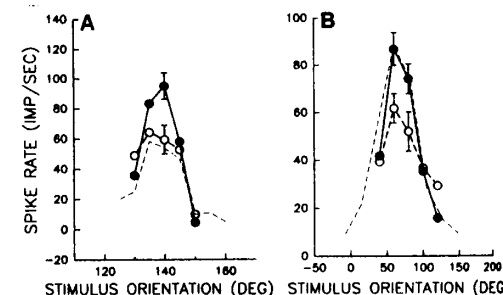 A
B
SPIKE RATE (IMP/SEC)
140
120
100
80
60
40
20
0
-20
120 140 160
STIMULUS ORIENTATION (DEG)
100
80
60
40
20
0
-50 0 50 100 150 200
STIMULUS ORIENTATION (DEG